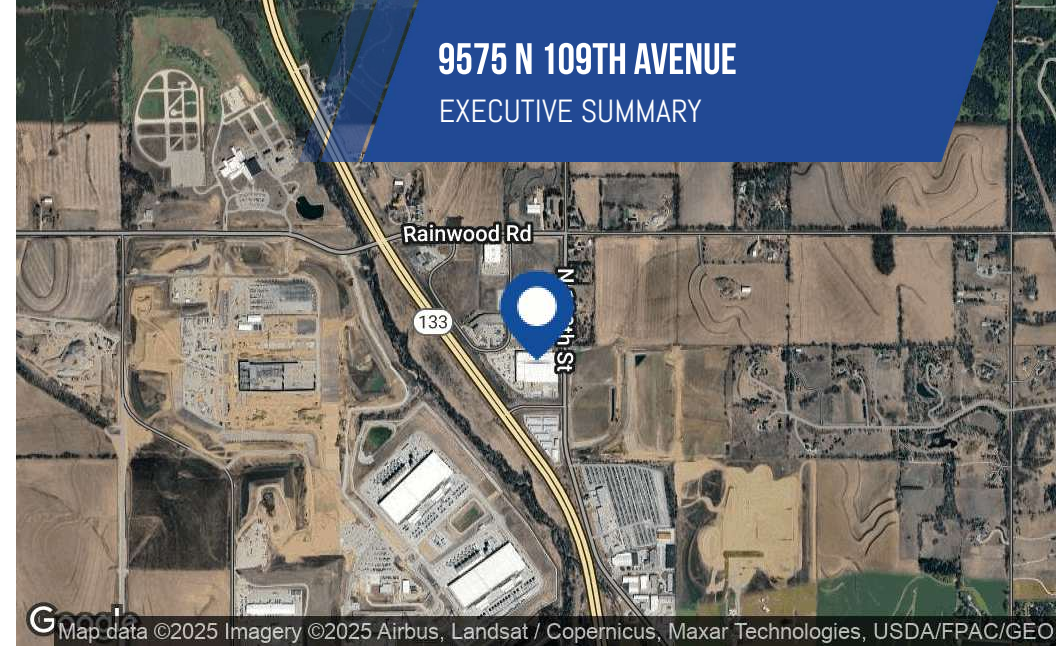 9575 N 109TH AVENUE
EXECUTIVE SUMMARY
Rainwood Rd
133
Google
Map data ©2025 Imagery ©2025 Airbus, Landsat / Copernicus, Maxar Technologies, USDA/FPAC/GEO